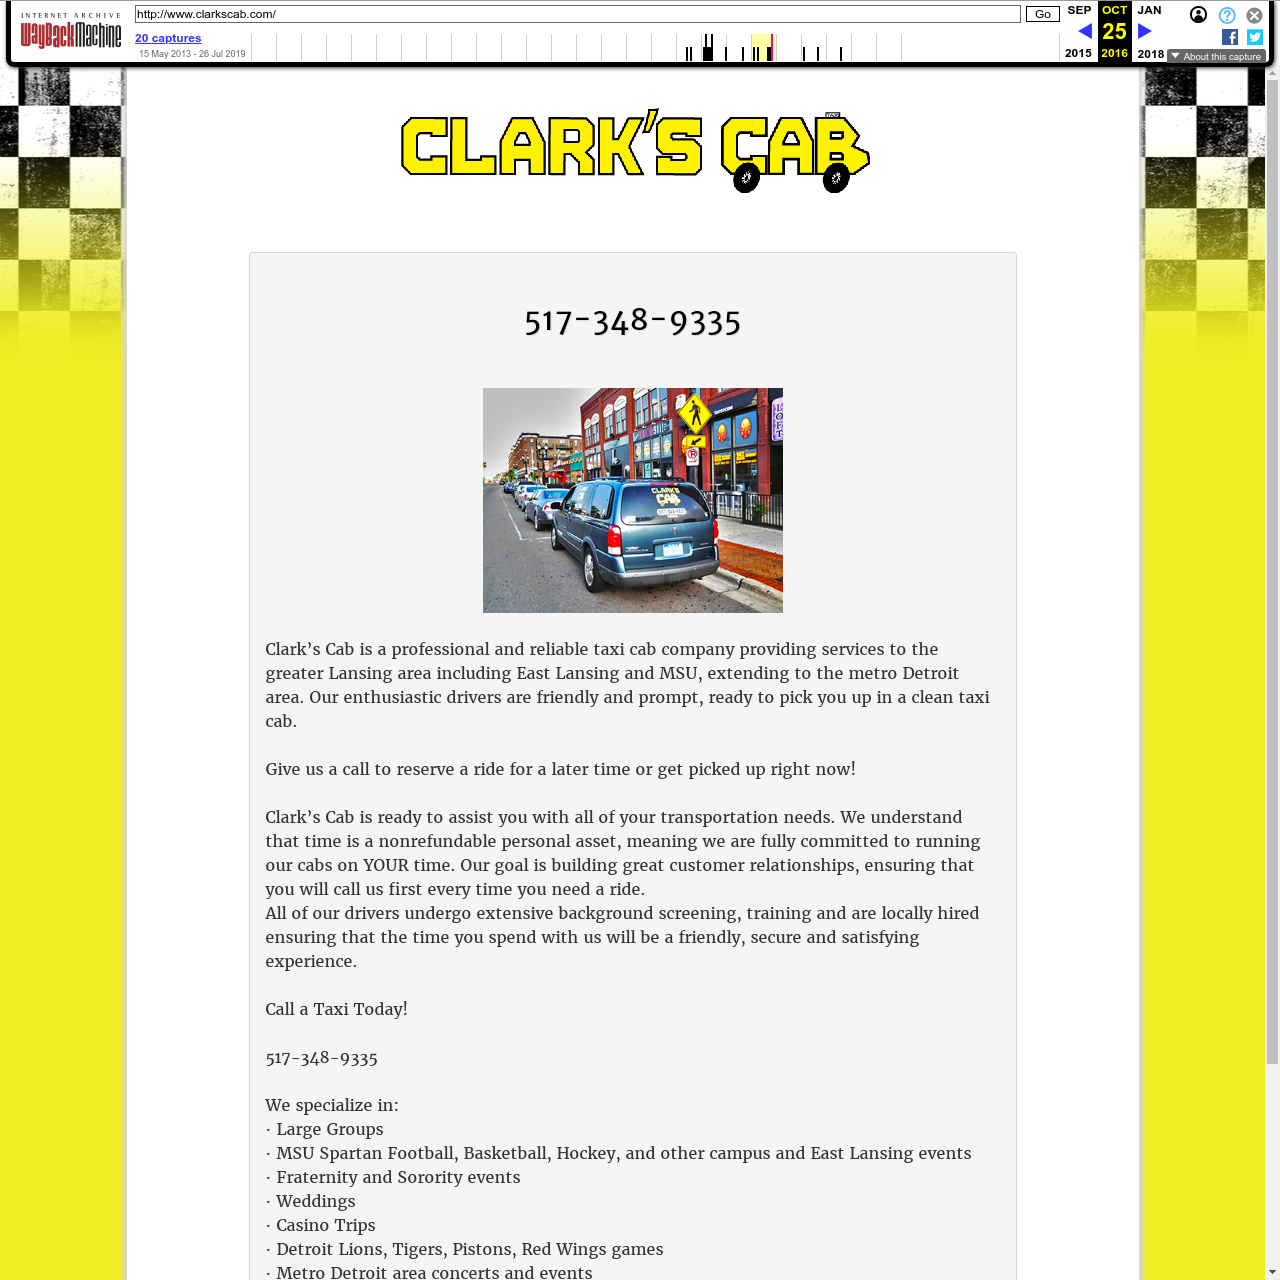 INTERNET ARCHIVE
WayBackMachine
http://www.clarkscab.com/
Go
SEP
OCT
JAN
20 captures
25
15 May 2013 - 26 Jul 2019
2015
2016
2018
About this capture
CLARK'S CAB
517-348-9335
CLARK'S
CAB
LOFT
Clark’s Cab is a professional and reliable taxi cab company providing services to the
greater Lansing area including East Lansing and MSU, extending to the metro Detroit
area. Our enthusiastic drivers are friendly and prompt, ready to pick you up in a clean taxi
cab.
Give us a call to reserve a ride for a later time or get picked up right now!
Clark’s Cab is ready to assist you with all of your transportation needs. We understand
that time is a nonrefundable personal asset, meaning we are fully committed to running
our cabs on YOUR time. Our goal is building great customer relationships, ensuring that
you will call us first every time you need a ride.
All of our drivers undergo extensive background screening, training and are locally hired
ensuring that the time you spend with us will be a friendly, secure and satisfying
experience.
Call a Taxi Today!
517-348-9335
We specialize in:
· Large Groups
· MSU Spartan Football, Basketball, Hockey, and other campus and East Lansing events
· Fraternity and Sorority events
· Weddings
· Casino Trips
· Detroit Lions, Tigers, Pistons, Red Wings games
· Metro Detroit area concerts and events